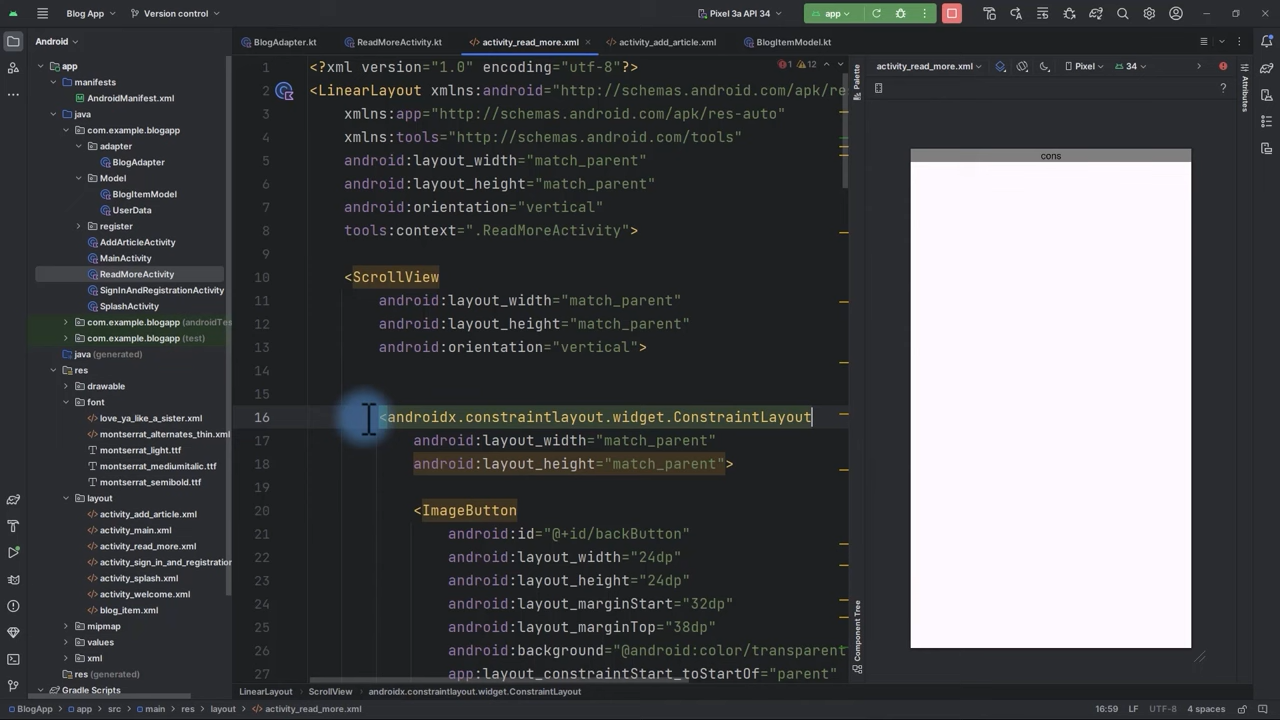 Blog App
Version control
Pixel 3a API 34
app
Android
BlogAdapter.kt
ReadMoreActivity.kt
activity_read_more.xml
activity_add_article.xml
BlogItemModel.kt
app
manifests
AndroidManifest.xml
java
com.example.blogapp
adapter
BlogAdapter
Model
BlogItemModel
UserData
register
AddArticleActivity
MainActivity
ReadMoreActivity
SignInAndRegistrationActivity
SplashActivity
com.example.blogapp (androidTes
com.example.blogapp (test)
java (generated)
res
drawable
font
love_ya_like_a_sister.xml
montserrat_alternates_thin.xml
montserrat_light.ttf
montserrat_mediumitalic.ttf
montserrat_semibold.ttf
layout
activity_add_article.xml
activity_main.xml
activity_read_more.xml
activity_sign_in_and_registration
activity_splash.xml
activity_welcome.xml
blog_item.xml
mipmap
values
xml
res (generated)
Gradle Scripts
1 <?xml version="1.0" encoding="utf-8"?>
2 <LinearLayout xmlns:android="http://schemas.android.com/apk/re
3 xmlns:app="http://schemas.android.com/apk/res-auto"
4 xmlns:tools="http://schemas.android.com/tools"
5 android:layout_width="match_parent"
6 android:layout_height="match_parent"
7 android:orientation="vertical"
8 tools:context=".ReadMoreActivity">
9
10 <ScrollView
11 android:layout_width="match_parent"
12 android:layout_height="match_parent"
13 android:orientation="vertical">
14
15
16 <androidx.constraintlayout.widget.ConstraintLayout
17 android:layout_width="match_parent"
18 android:layout_height="match_parent">
19
20 <ImageButton
21 android:id="@+id/backButton"
22 android:layout_width="24dp"
23 android:layout_height="24dp"
24 android:layout_marginStart="32dp"
25 android:layout_marginTop="38dp"
26 android:background="@android:color/transparent
27 app:layout_constraintStart_toStartOf="parent
1 12
Palette
Component Tree
activity_read_more.xml
Pixel
34
?
cons
Attributes
LinearLayout
ScrollView
androidx.constraintlayout.widget.ConstraintLayout
BlogApp
app
src
main
res
layout
activity_read_more.xml
16:59
LF
UTF-8
4 spaces